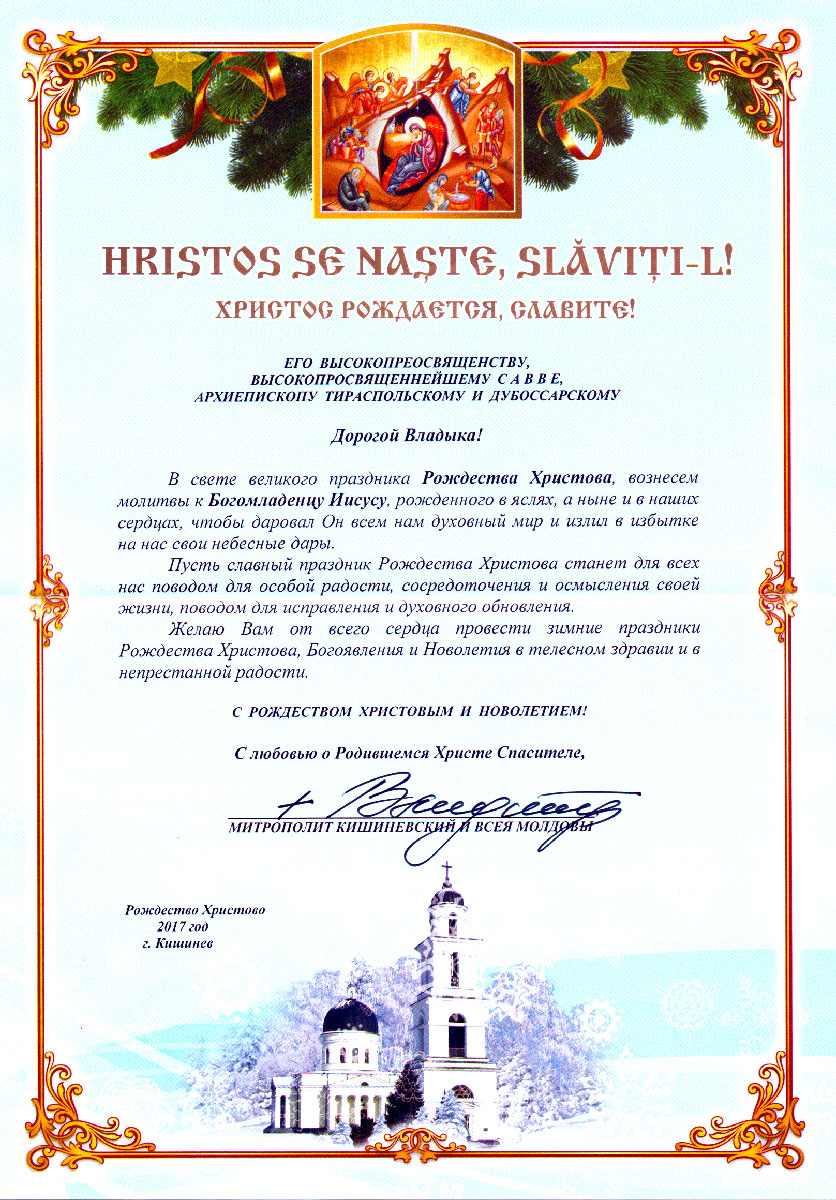 HRISTOS SE NAȘTE, SLĂVIȚI-L!
ХРИСТОС РОЖДАЕТСЯ, СЛАВИТЕ!
ЕГО ВЫСОКОПРЕОСВЯЩЕНСТВУ,
ВЫСОКОПРОСВЯЩЕННЕЙШЕМУ С А В В Е,
АРХИЕПИСКОПУ ТИРАСПОЛЬСКОМУ И ДУБОССАРСКОМУ
Дорогой Владыка!
В свете великого праздника Рождества Христова, вознесем
молитвы к Богомладенцу Иисусу, рожденного в яслях, а ныне и в наших
сердцах, чтобы даровал Он всем нам духовный мир и излил в избытке
на нас свои небесные дары.
Пусть славный праздник Рождества Христова станет для всех
нас поводом для особой радости, сосредоточения и осмысления своей
жизни, поводом для исправления и духовного обновления.
Желаю Вам от всего сердца провести зимние праздники
Рождества Христова, Богоявления и Новолетия в телесном здравии и в
непрестанной радости.
С РОЖДЕСТВОМ ХРИСТОВЫМ И НОВОЛЕТИЕМ!
С любовью о Родившемся Христе Спасителе,
МИТРОПОЛИТ КИШИНЕВСКИЙ И ВСЕЯ МОЛДОВЫ
Рождество Христово
2017 год
г. Кишинев